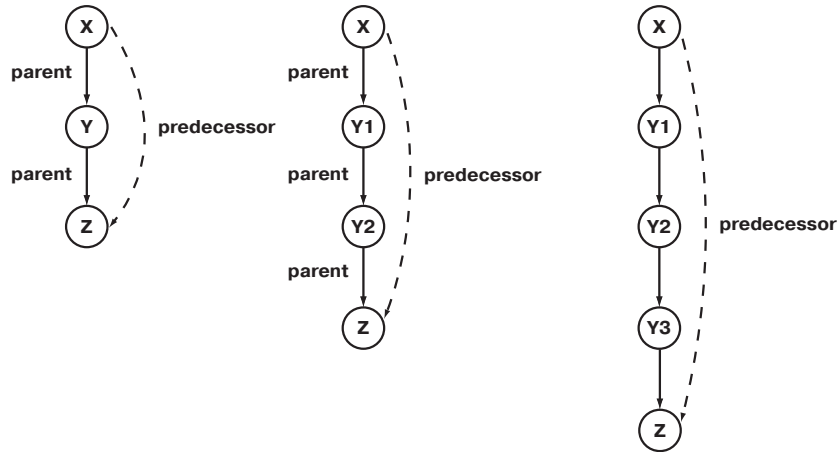 X
parent
Y
predecessor
parent
Z
X
parent
Y1
parent
predecessor
Y2
parent
Z
X
Y1
Y2
predecessor
Y3
Z